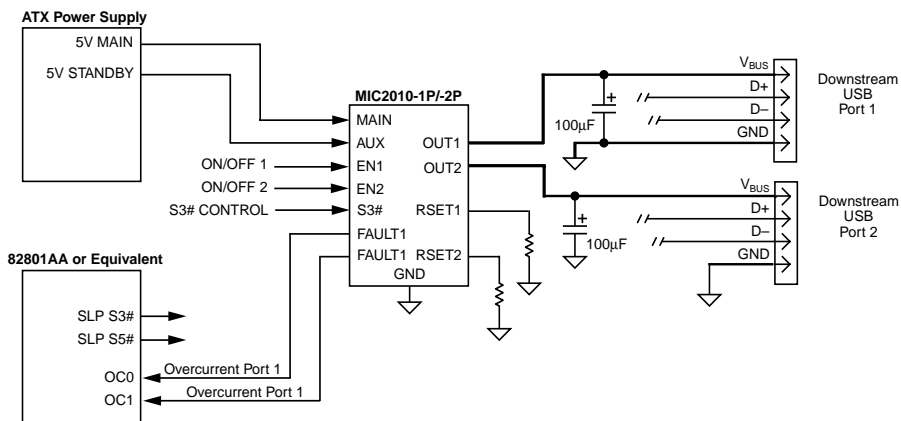 ATX Power Supply
5V MAIN
5V STANDBY
MIC2010-1P/-2P
MAIN
AUX
EN1
EN2
S3#
FAULT1
FAULT1
GND
OUT1
OUT2
RSET1
RSET2
ON/OFF 1
ON/OFF 2
S3# CONTROL
82801AA or Equivalent
SLP S3#
SLP S5#
OC0
OC1
Overcurrent Port 1
Overcurrent Port 1
+
100µF
VBUS
D+
D–
GND
Downstream
USB
Port 1
+
100µF
VBUS
D+
D–
GND
Downstream
USB
Port 2